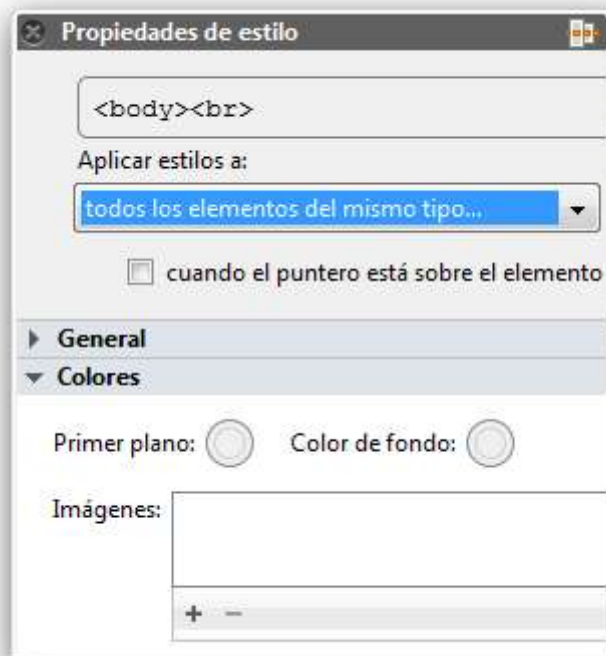 Propiedades de estilo
<body><br>
Aplicar estilos a:
todos los elementos del mismo tipo...
cuando el puntero está sobre el elemento
General
Colores
Primer plano: Color de fondo:
Imágenes:
+ −